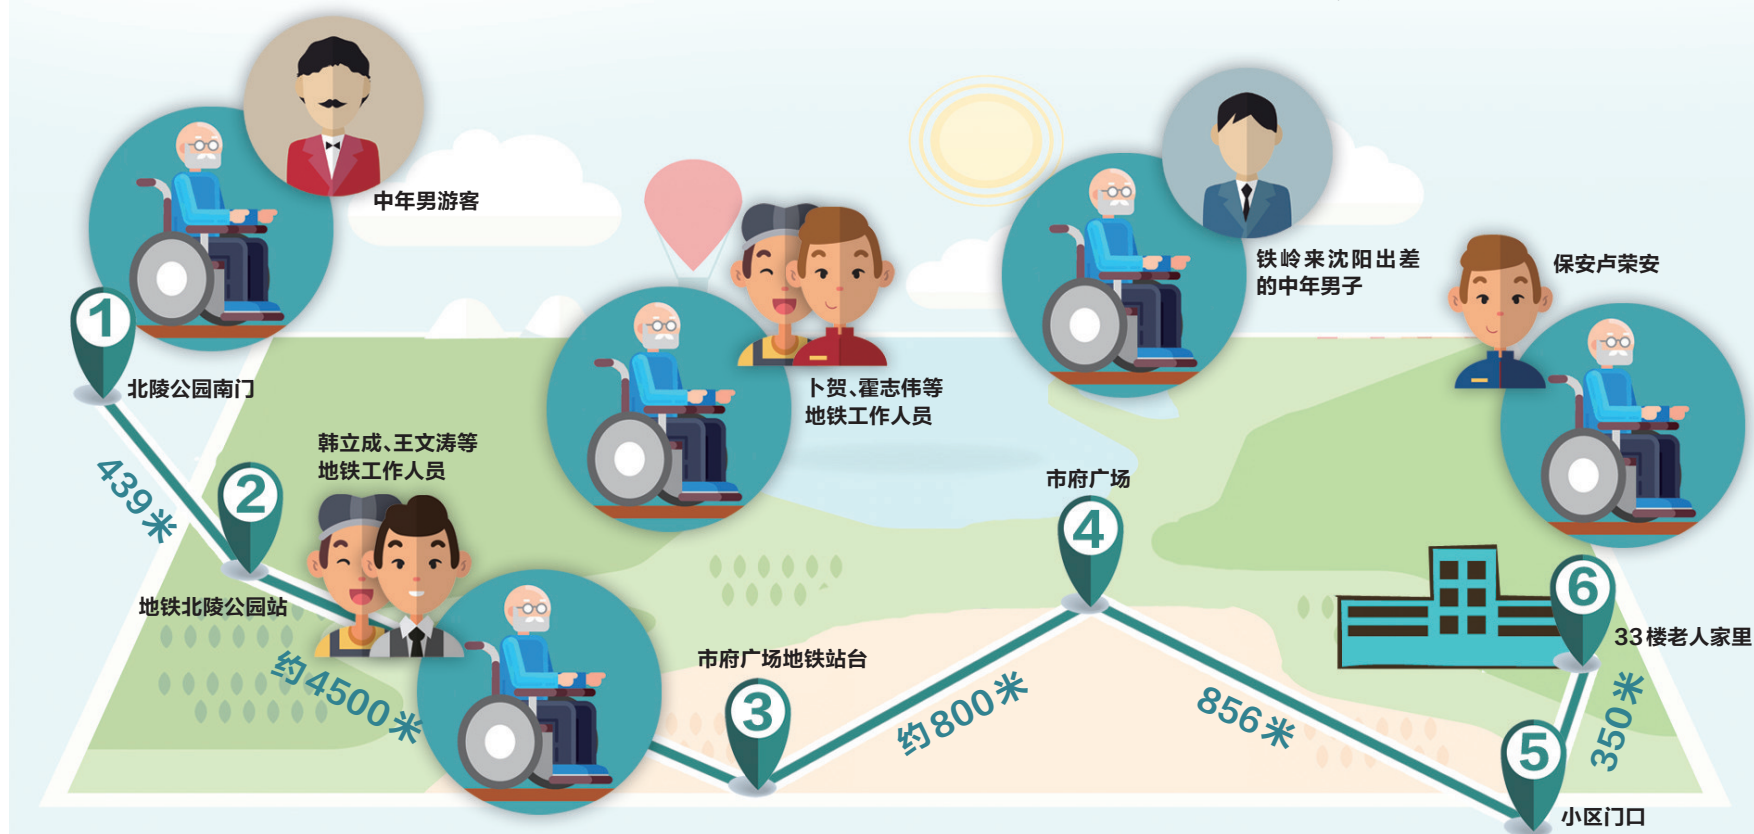 中年男游客
1
北陵公园南门
439米
2
地铁北陵公园站
韩立成、王文涛等
地铁工作人员
约4500米
卜贺、霍志伟等
地铁工作人员
市府广场地铁站台
3
约800米
市府广场
4
铁岭来沈阳出差
的中年男子
856米
5
小区门口
350米
6
33楼老人家里
保安卢荣安